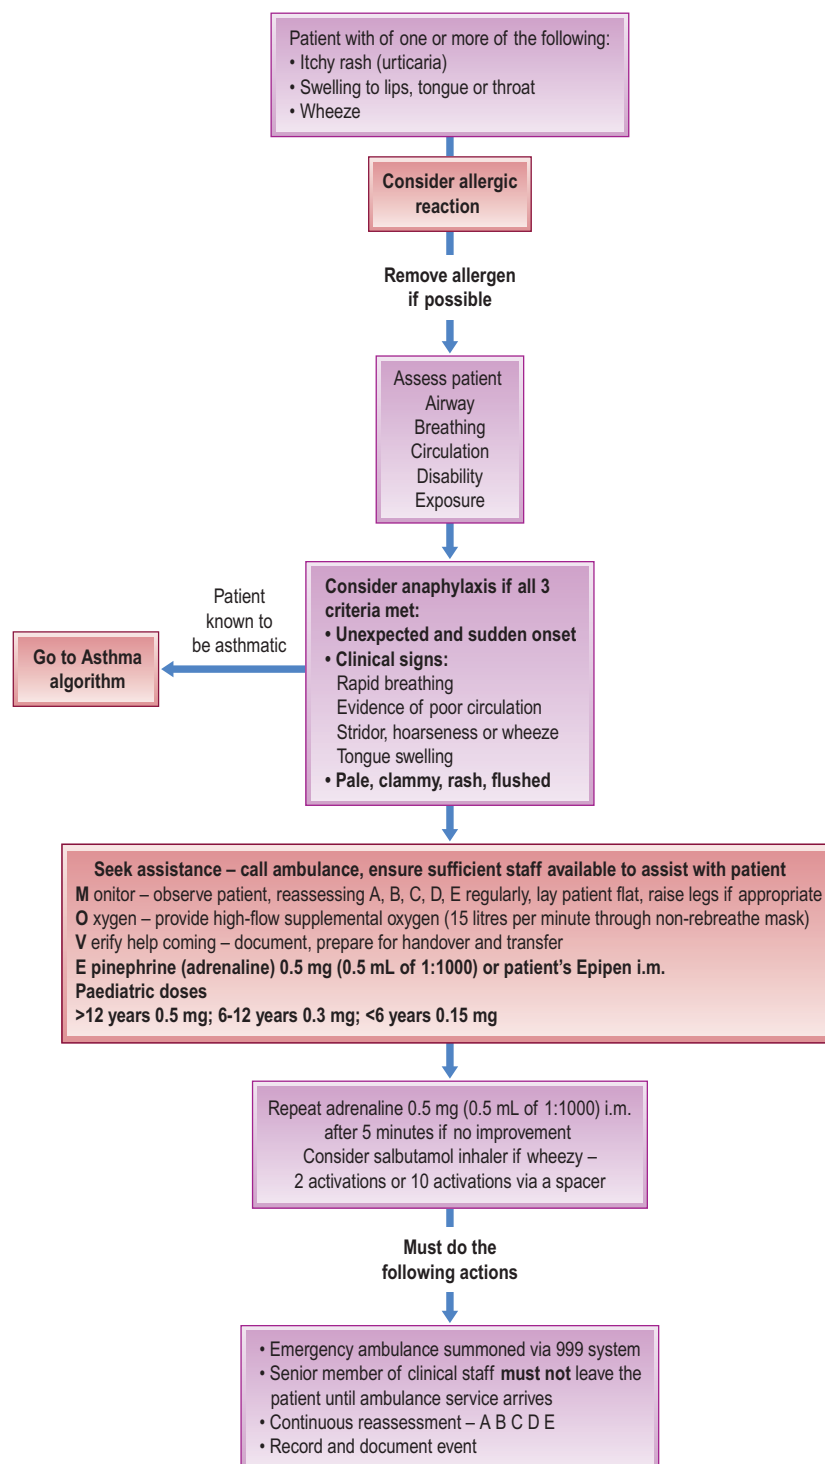 Patient with of one or more of the following:
• Itchy rash (urticaria)
• Swelling to lips, tongue or throat
• Wheeze
Consider allergic
reaction
Remove allergen
if possible
Assess patient
Airway
Breathing
Circulation
Disability
Exposure
Consider anaphylaxis if all 3
criteria met:
• Unexpected and sudden onset
• Clinical signs:
Rapid breathing
Evidence of poor circulation
Stridor, hoarseness or wheeze
Tongue swelling
• Pale, clammy, rash, flushed
Patient
known to
be asthmatic
Go to Asthma
algorithm
Seek assistance – call ambulance, ensure sufficient staff available to assist with patient
M onitor – observe patient, reassessing A, B, C, D, E regularly, lay patient flat, raise legs if appropriate
O xygen – provide high-flow supplemental oxygen (15 litres per minute through non-rebreathe mask)
V erify help coming – document, prepare for handover and transfer
E pinephrine (adrenaline) 0.5 mg (0.5 mL of 1:1000) or patient's Epipen i.m.
Paediatric doses
>12 years 0.5 mg; 6-12 years 0.3 mg; <6 years 0.15 mg
Repeat adrenaline 0.5 mg (0.5 mL of 1:1000) i.m.
after 5 minutes if no improvement
Consider salbutamol inhaler if wheezy –
2 activations or 10 activations via a spacer
Must do the
following actions
• Emergency ambulance summoned via 999 system
• Senior member of clinical staff must not leave the
patient until ambulance service arrives
• Continuous reassessment – A B C D E
• Record and document event